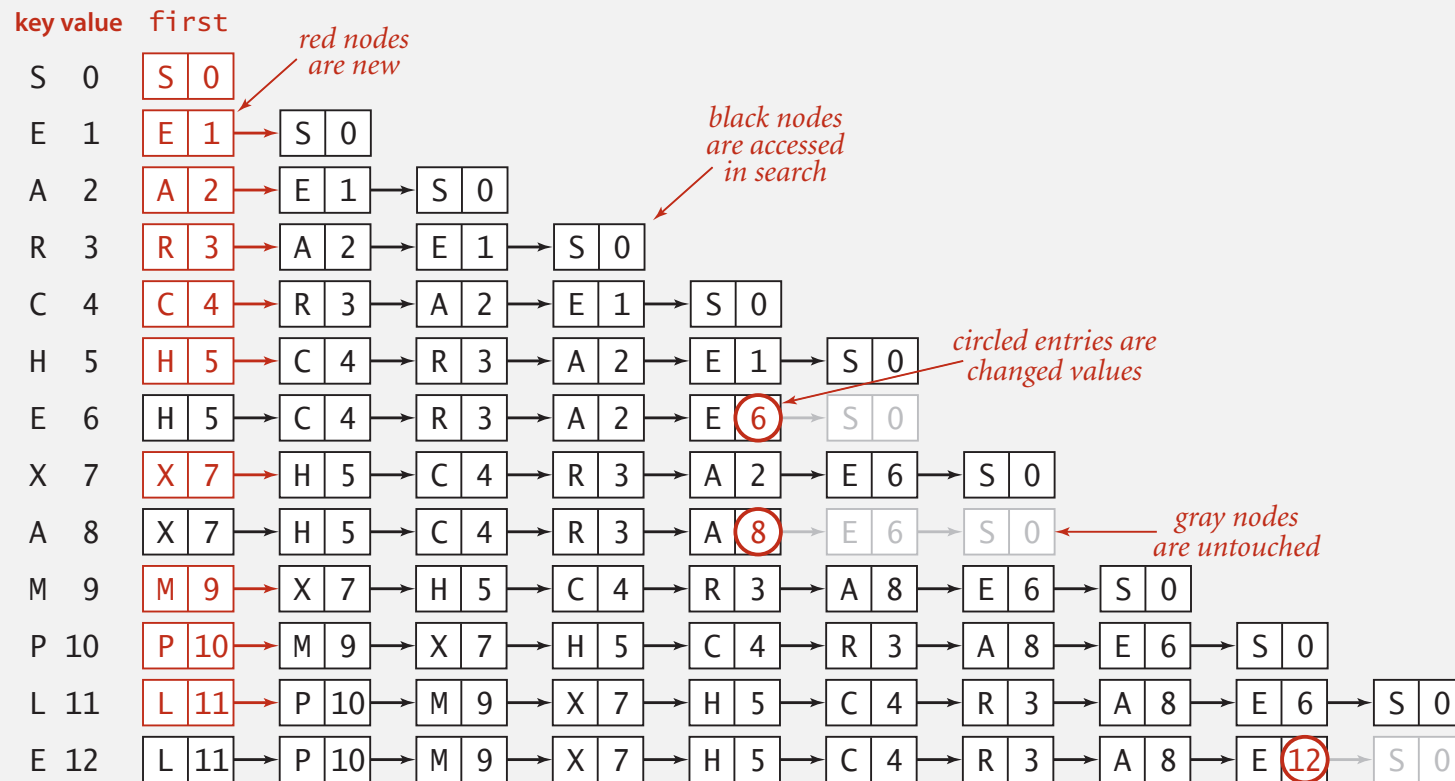 key value first
red nodes
are new
S 0 S 0
E 1 E 1 S 0
black nodes
are accessed
in search
A 2 A 2 E 1 S 0
R 3 R 3 A 2 E 1 S 0
C 4 C 4 R 3 A 2 E 1 S 0
circled entries are
changed values
H 5 H 5 C 4 R 3 A 2 E 1 S 0
E 6 H 5 C 4 R 3 A 2 E 6 S 0
X 7 X 7 H 5 C 4 R 3 A 2 E 6 S 0
gray nodes
are untouched
A 8 X 7 H 5 C 4 R 3 A 8 E 6 S 0
M 9 M 9 X 7 H 5 C 4 R 3 A 8 E 6 S 0
P 10 P 10 M 9 X 7 H 5 C 4 R 3 A 8 E 6 S 0
L 11 L 11 P 10 M 9 X 7 H 5 C 4 R 3 A 8 E 6 S 0
E 12 L 11 P 10 M 9 X 7 H 5 C 4 R 3 A 8 E 12 S 0